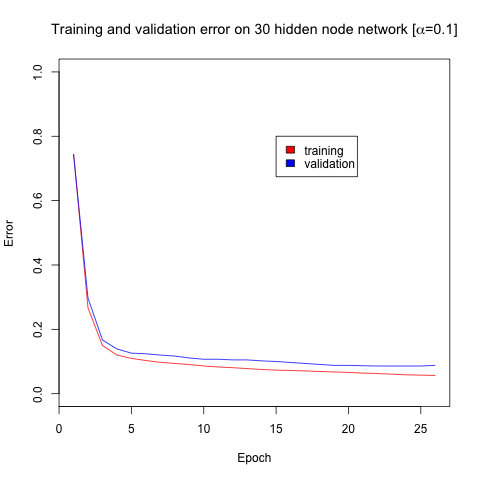 Training and validation error on 30 hidden node network [α=0.1]
1.0
0.8
0.6
0.4
0.2
0.0
Error
training
validation
0 5 10 15 20 25
Epoch